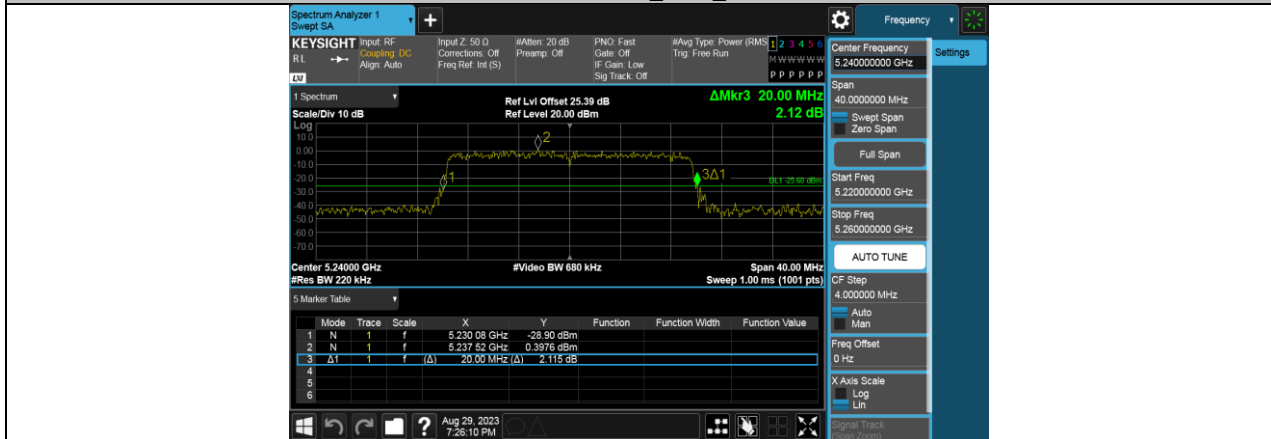 Spectrum Analyzer 1
Swept SA
+
Frequency
KEYSIGHT
Input: RF
Coupling: DC
Align: Auto
Input Z: 50 Ω
Corrections: Off
Freq Ref: Int (S)
#Atten: 20 dB
Preamp: Off
PNO: Fast
Gate: Off
IF Gain: Low
Sig Track: Off
#Avg Type: Power (RMS
Trig: Free Run
1 2 3 4 5 6
M W W W W W
P P P P P P
RL
LXI
1 Spectrum
Scale/Div 10 dB
Ref Lvl Offset 25.39 dB
Ref Level 20.00 dBm
ΔMkr3 20.00 MHz
2.12 dB
Log
10.0
0.00
-10.0
-20.0
-30.0
-40.0
-50.0
-60.0
-70.0
1
2
3Δ1
DL1 -25.60 dBm
Center 5.24000 GHz
#Res BW 220 kHz
#Video BW 680 kHz
Span 40.00 MHz
Sweep 1.00 ms (1001 pts)
5 Marker Table
Mode Trace Scale X Y Function Function Width Function Value
1 N 1 f 5.230 08 GHz -28.90 dBm
2 N 1 f 5.237 52 GHz 0.3976 dBm
3 Δ1 1 f (Δ) 20.00 MHz (Δ) 2.115 dB
4
5
6
?
Aug 29, 2023
7:26:10 PM
Center Frequency
5.240000000 GHz
Settings
Span
40.0000000 MHz
Swept Span
Zero Span
Full Span
Start Freq
5.220000000 GHz
Stop Freq
5.260000000 GHz
AUTO TUNE
CF Step
4.000000 MHz
Auto
Man
Freq Offset
0 Hz
X Axis Scale
Log
Lin
Signal Track
(Span Zoom)